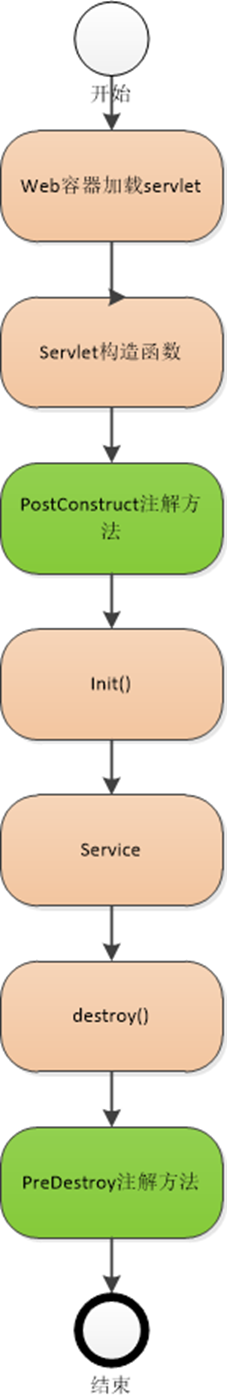 开始
Web容器加载servlet
Servlet构造函数
PostConstruct注解方
法
Init()
Service
destroy()
PreDestroy注解方法
结束